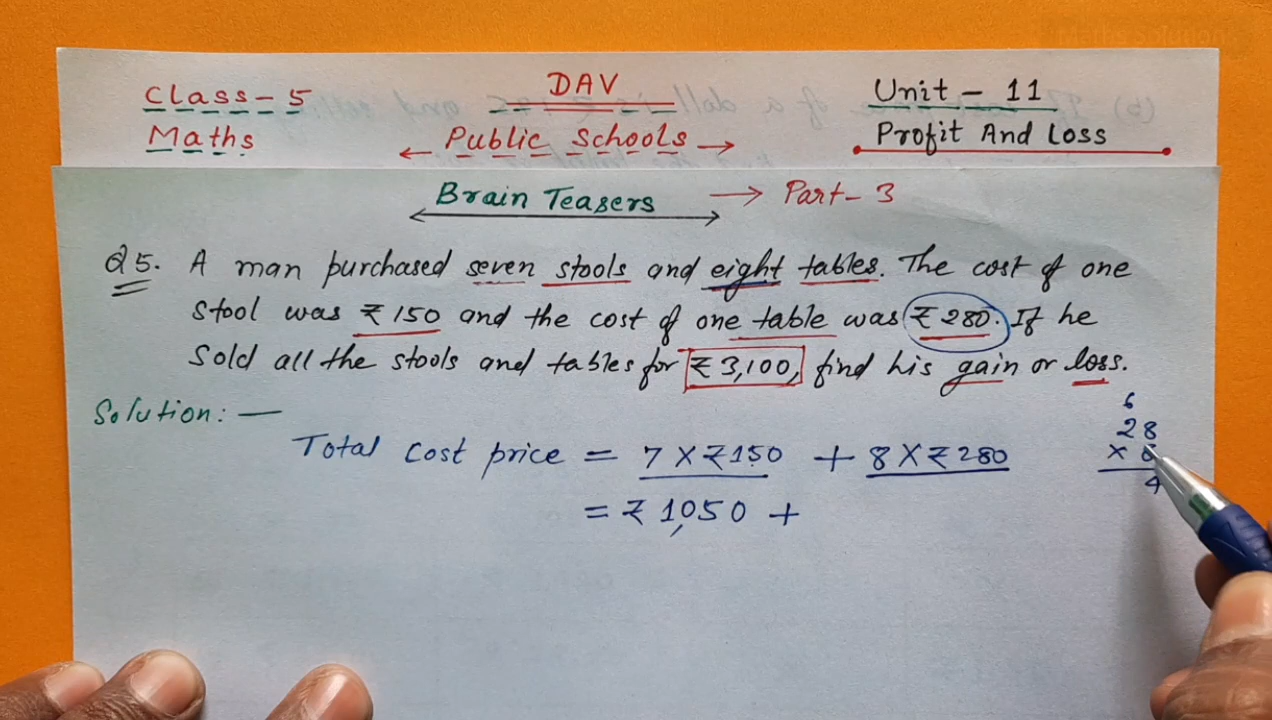 Class - 5 DAV Unit - 11
Maths Public Schools Profit And Loss
Brain Teasers → Part - 3
Q5. A man purchased seven stools and eight tables. The cost of one
stool was ₹150 and the cost of one table was ₹280. If he
Sold all the stools and tables for ₹3,100, find his gain or loss.
Solution: —
Total cost price = 7 × ₹150 + 8 × ₹280
= ₹1,050 +
6
28
× 8
4